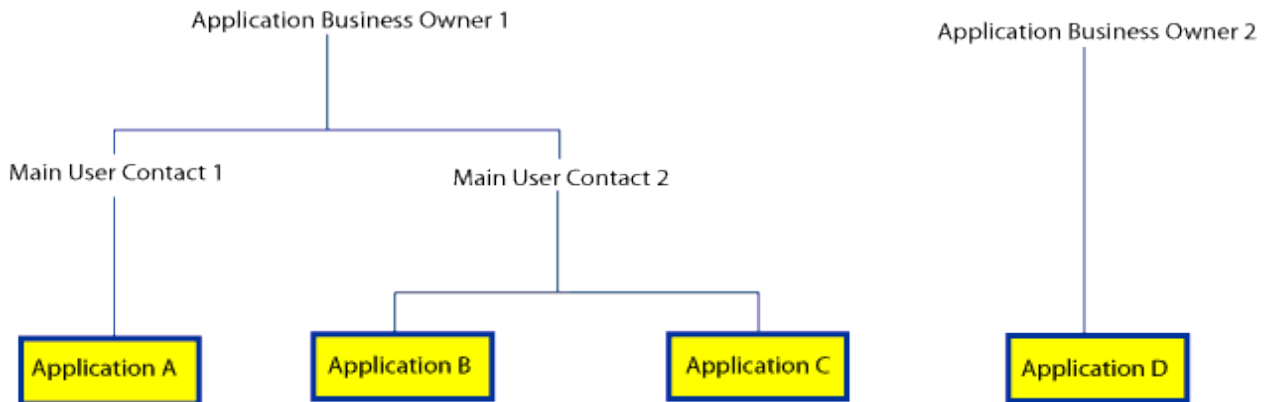 Application Business Owner 1
Application Business Owner 2
Main User Contact 1
Main User Contact 2
Application A
Application B
Application C
Application D